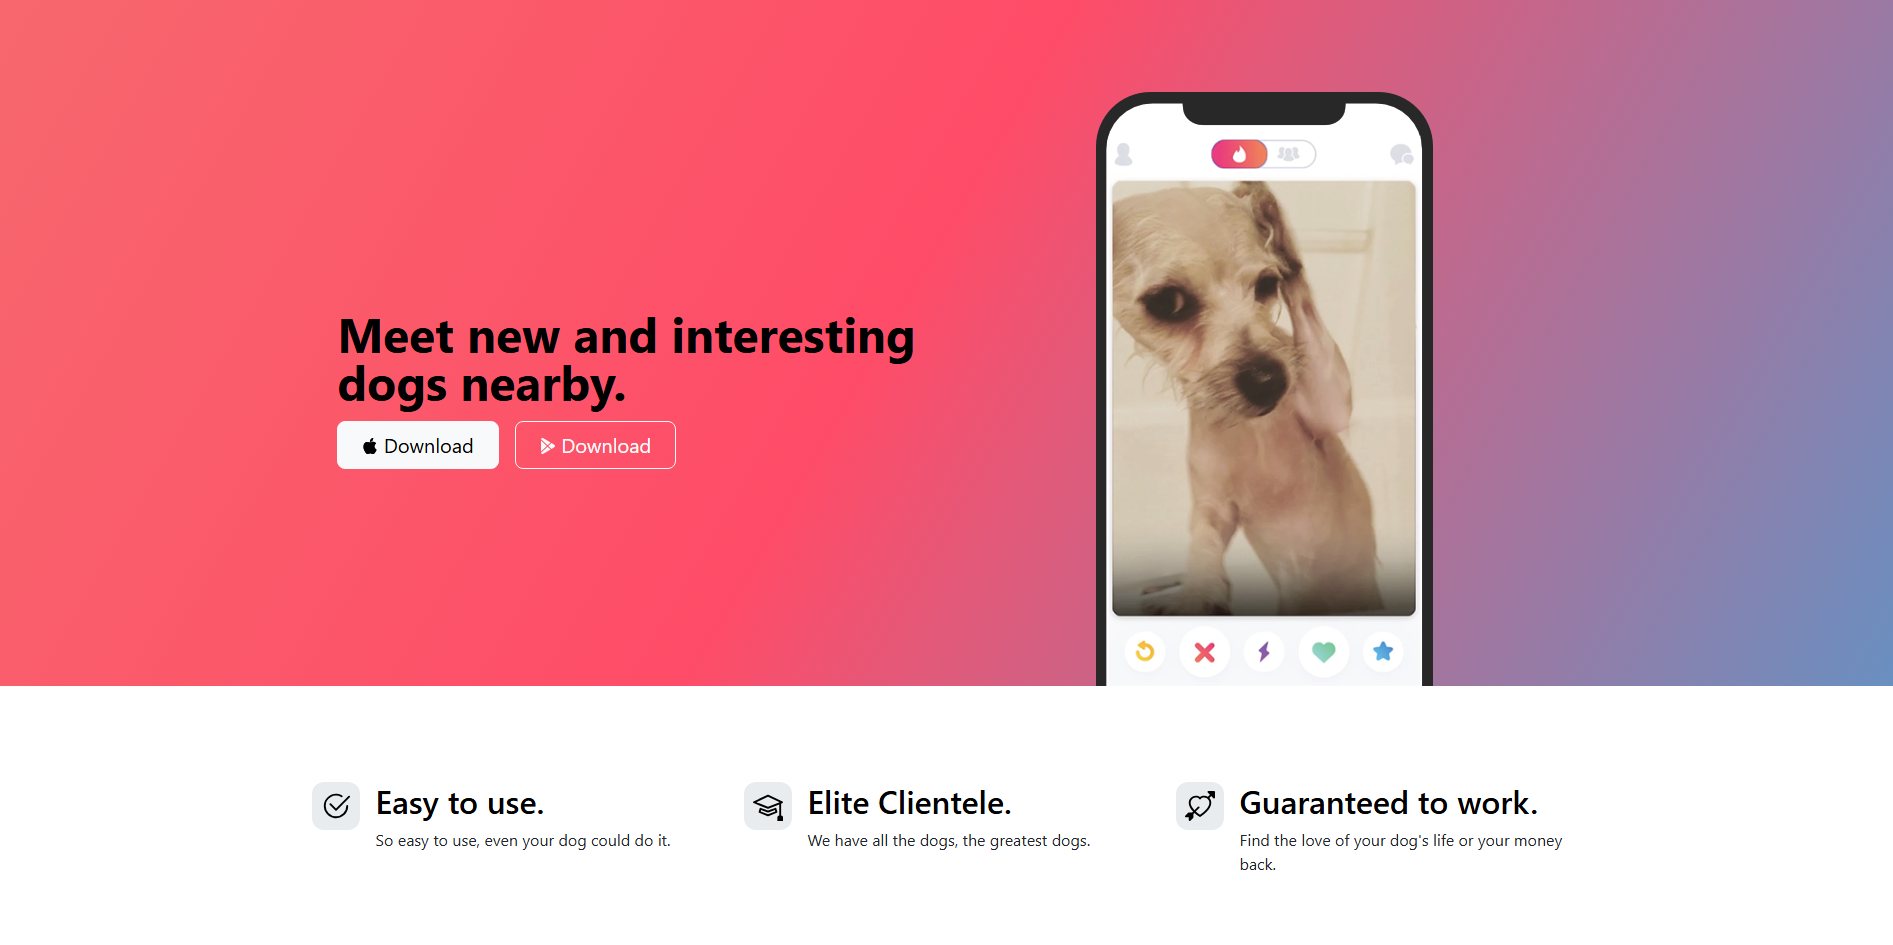 Meet new and interesting
dogs nearby.
Download
Download
Easy to use.
So easy to use, even your dog could do it.
Elite Clientele.
We have all the dogs, the greatest dogs.
Guaranteed to work.
Find the love of your dog's life or your money
back.